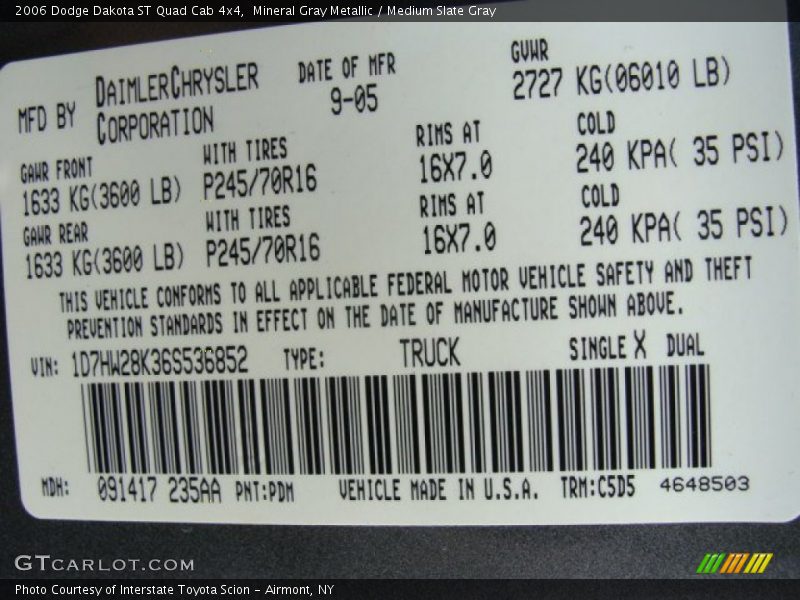 2006 Dodge Dakota ST Quad Cab 4x4,  Mineral Gray Metallic / Medium Slate Gray
MFD BY DAIMLERCHRYSLER CORPORATION
DATE OF MFR 9-05
GVWR 2727 KG(06010 LB)
GAWR FRONT WITH TIRES RIMS AT COLD
1633 KG(3600 LB) P245/70R16 16X7.0 240 KPA( 35 PSI)
GAWR REAR WITH TIRES RIMS AT COLD
1633 KG(3600 LB) P245/70R16 16X7.0 240 KPA( 35 PSI)
THIS VEHICLE CONFORMS TO ALL APPLICABLE FEDERAL MOTOR VEHICLE SAFETY AND THEFT
PREVENTION STANDARDS IN EFFECT ON THE DATE OF MANUFACTURE SHOWN ABOVE.
VIN: 1D7HW28K36S536852 TYPE: TRUCK SINGLE X DUAL
MDH: 091417 235AA PNT:PDM VEHICLE MADE IN U.S.A. TRM:C5D5 4648503
GTCARLOT.COM
Photo Courtesy of Interstate Toyota Scion - Airmont, NY